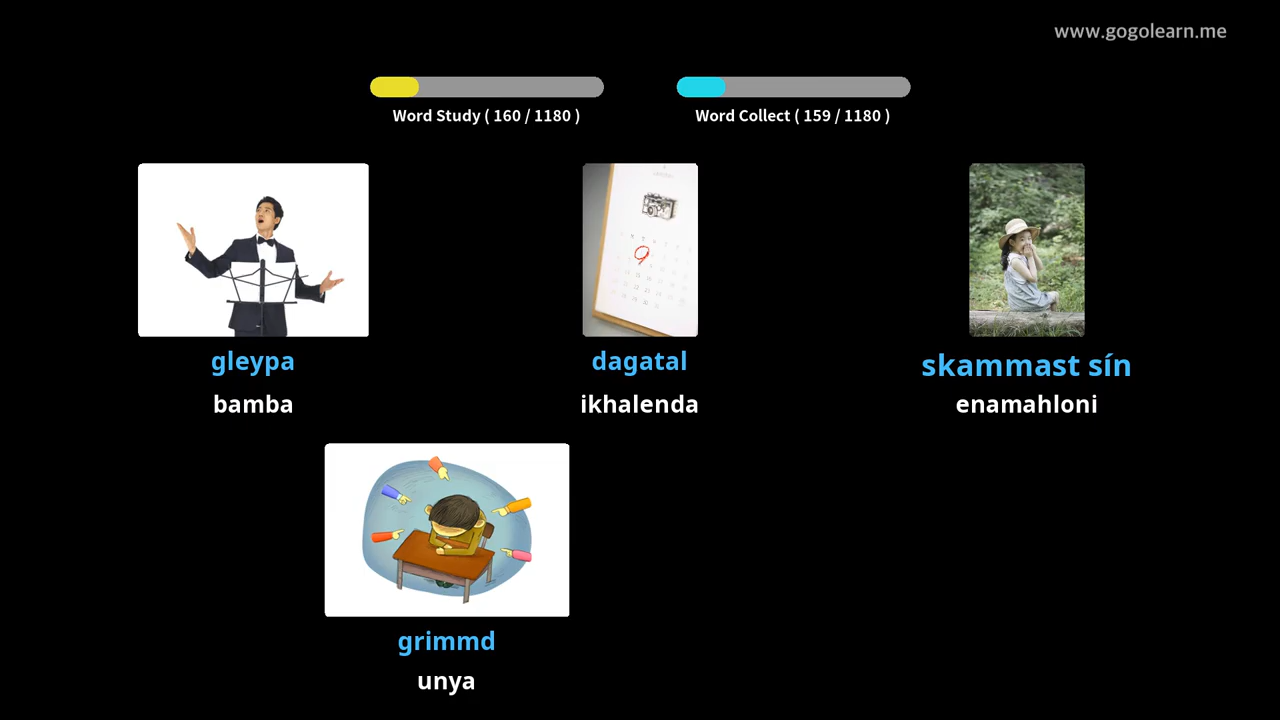 www.gogolearn.me
Word Study ( 160 / 1180 )
Word Collect ( 159 / 1180 )
gleypa
bamba
dagatal
ikhalenda
skammast sín
enamahloni
grimmd
unya